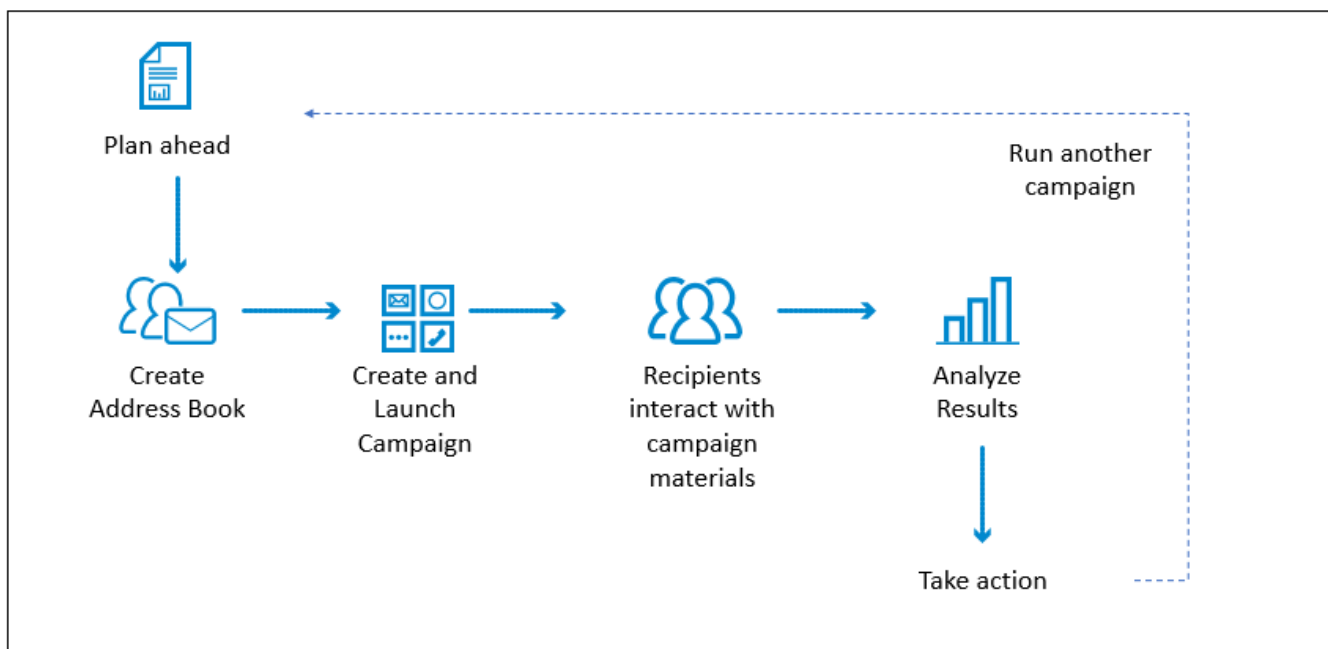 Plan ahead
Run another
campaign
Create
Address Book
Create and
Launch
Campaign
Recipients
interact with
campaign
materials
Analyze
Results
Take action